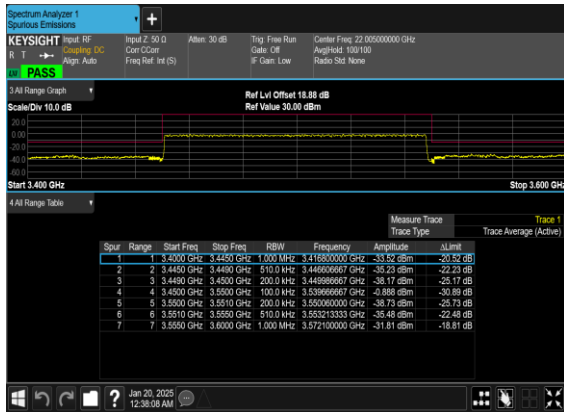 Spectrum Analyzer 1
Spurious Emissions
+
KEYSIGHT Input: RF Input Z: 50 Ω Atten: 30 dB Trig: Free Run Center Freq: 22.005000000 GHz
R T Coupling: DC Corr CCorr Gate: Off Avg|Hold: 100/100
Align: Auto Freq Ref: Int (S) IF Gain: Low Radio Std: None
PASS
3 All Range Graph
Ref Lvl Offset 18.88 dB
Scale/Div 10.0 dB Ref Value 30.00 dBm
20.0
0.00
-20.0
-40.0
-60.0
Start 3.400 GHz Stop 3.600 GHz
4 All Range Table
Measure Trace Trace 1
Trace Type Trace Average (Active)
Spur Range Start Freq Stop Freq RBW Frequency Amplitude ΔLimit
1 1 3.4000 GHz 3.4450 GHz 1.000 MHz 3.416800000 GHz -33.52 dBm -20.52 dB
2 2 3.4450 GHz 3.4490 GHz 510.0 kHz 3.446606667 GHz -35.23 dBm -22.23 dB
3 3 3.4490 GHz 3.4500 GHz 200.0 kHz 3.449986667 GHz -38.17 dBm -25.17 dB
4 4 3.4500 GHz 3.5500 GHz 100.0 kHz 3.539666667 GHz -0.888 dBm -30.89 dB
5 5 3.5500 GHz 3.5510 GHz 200.0 kHz 3.550060000 GHz -38.73 dBm -25.73 dB
6 6 3.5510 GHz 3.5550 GHz 510.0 kHz 3.553213333 GHz -35.48 dBm -22.48 dB
7 7 3.5550 GHz 3.6000 GHz 1.000 MHz 3.572100000 GHz -31.81 dBm -18.81 dB
? Jan 20, 2025
12:38:08 AM